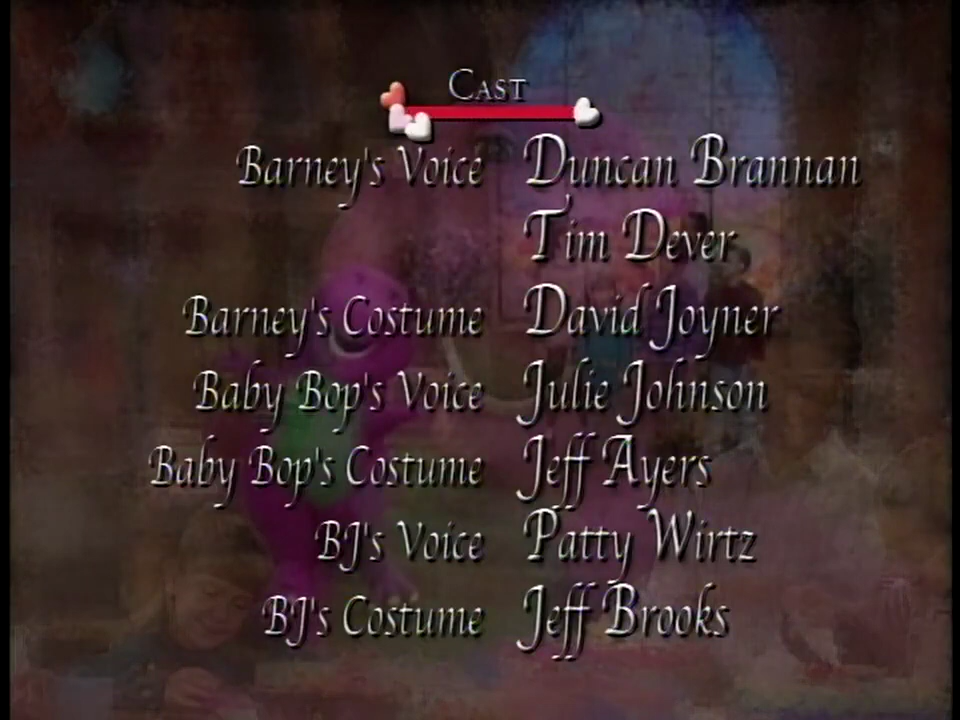 Cast
Barney's Voice Duncan Brannan
Tim Dever
Barney's Costume David Joyner
Baby Bop's Voice Julie Johnson
Baby Bop's Costume Jeff Ayers
BJ's Voice Patty Wirtz
BJ's Costume Jeff Brooks